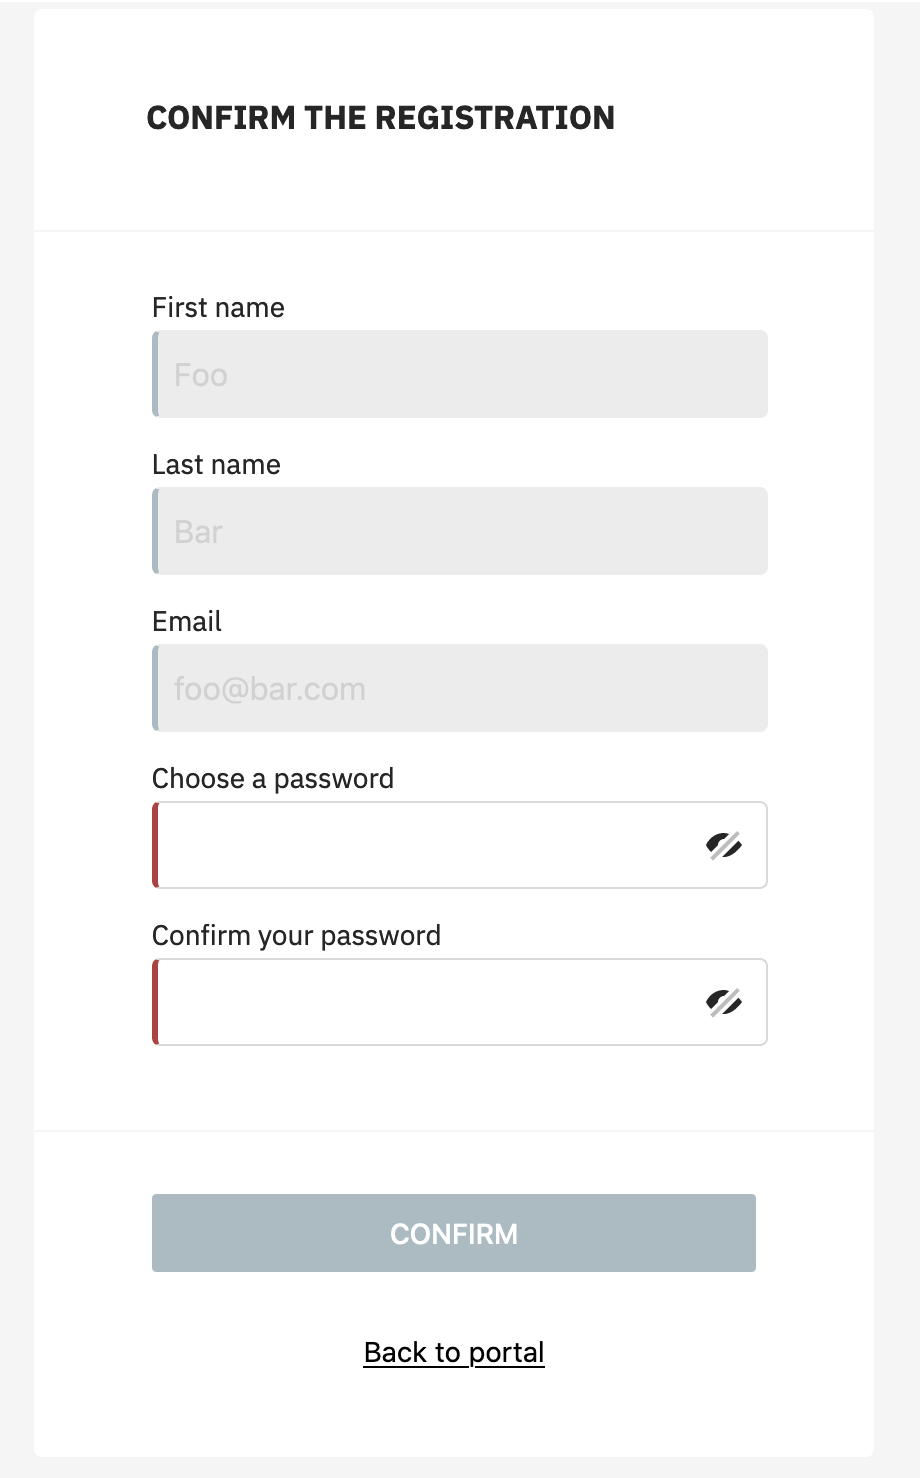 CONFIRM THE REGISTRATION
First name
Foo
Last name
Bar
Email
foo@bar.com
Choose a password
Confirm your password
CONFIRM
Back to portal